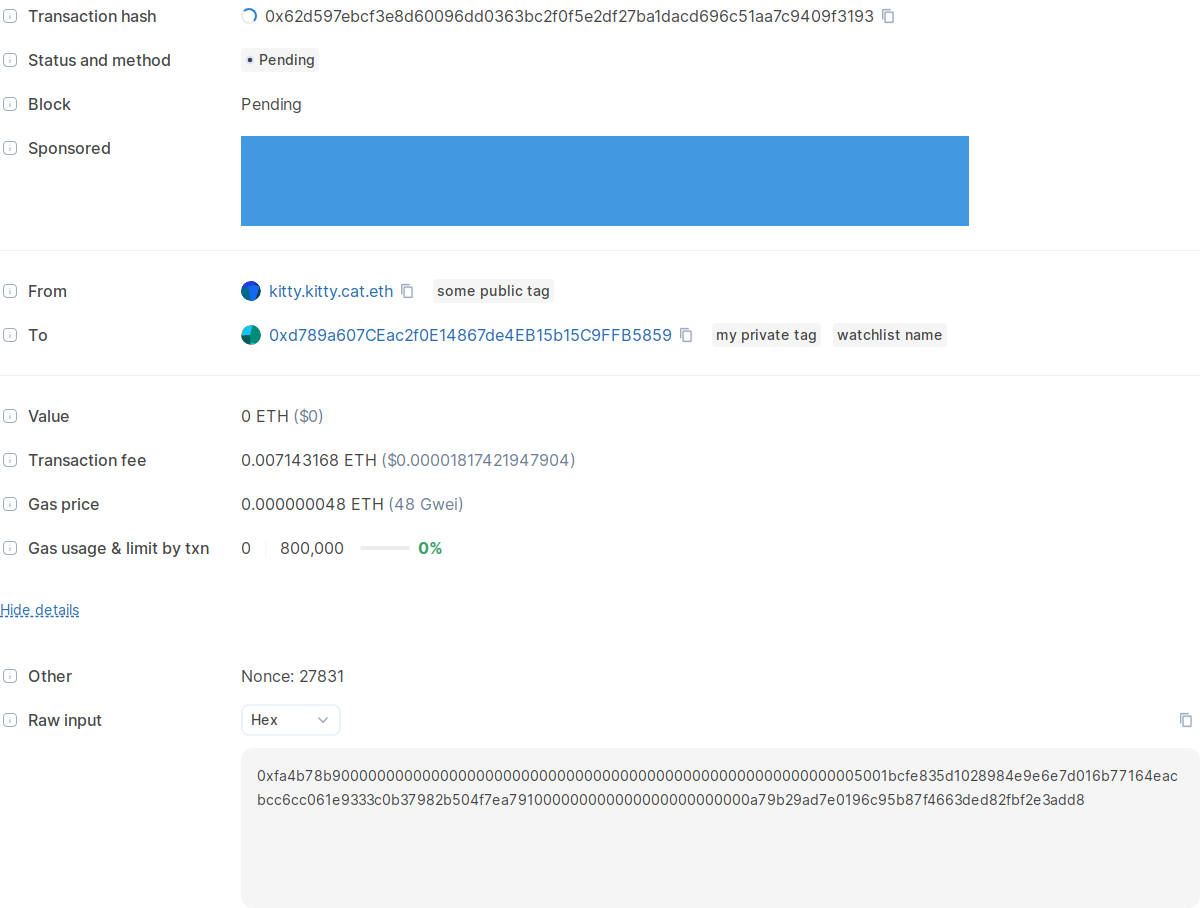 Transaction hash 0x62d597ebcf3e8d60096dd0363bc2f0f5e2df27ba1dacd696c51aa7c9409f3193
Status and method Pending
Block Pending
Sponsored
From kitty.kitty.cat.eth some public tag
To 0xd789a607CEac2f0E14867de4EB15b15C9FFB5859 my private tag watchlist name
Value 0 ETH ($0)
Transaction fee 0.007143168 ETH ($0.00001817421947904)
Gas price 0.000000048 ETH (48 Gwei)
Gas usage & limit by txn 0 800,000 0%
Hide details
Other Nonce: 27831
Raw input Hex
0xfa4b78b90000000000000000000000000000000000000000000000000000000005001bcfe835d1028984e9e6e7d016b77164eac
bcc6cc061e9333c0b37982b504f7ea791000000000000000000000000a79b29ad7e0196c95b87f4663ded82fbf2e3add8